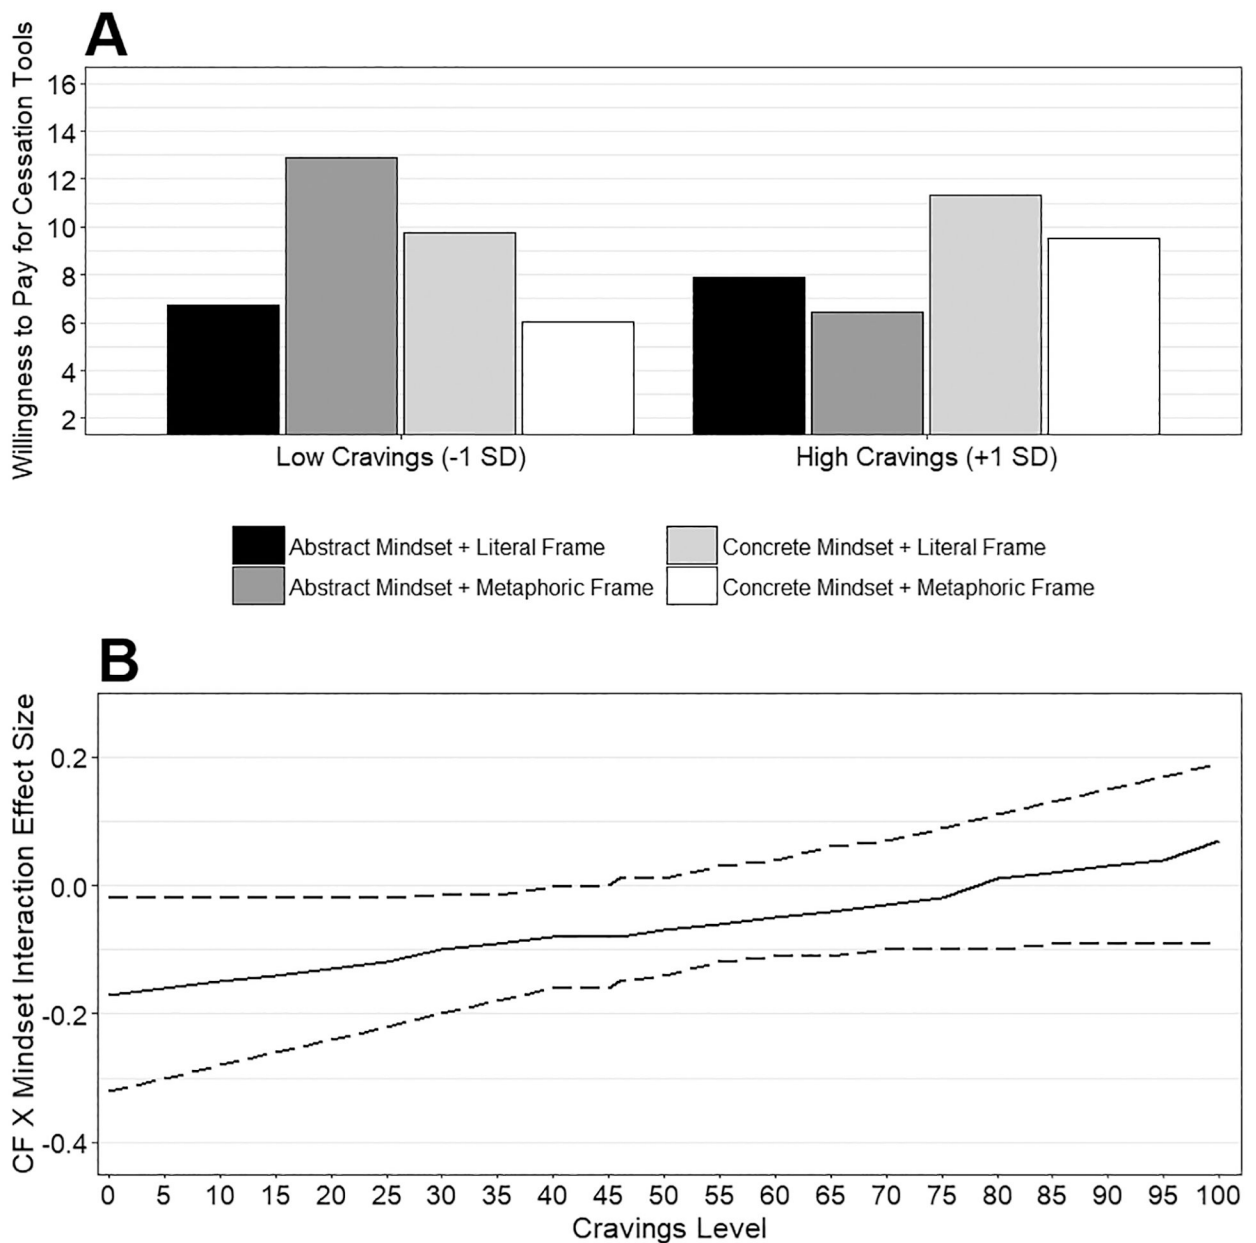 A
Willingness to Pay for Cessation Tools
16
14
12
10
8
6
4
2
Low Cravings (-1 SD) High Cravings (+1 SD)
Abstract Mindset + Literal Frame Concrete Mindset + Literal Frame
Abstract Mindset + Metaphoric Frame Concrete Mindset + Metaphoric Frame
B
CF X Mindset Interaction Effect Size
0.2
0.0
-0.2
-0.4
0 5 10 15 20 25 30 35 40 45 50 55 60 65 70 75 80 85 90 95 100
Cravings Level